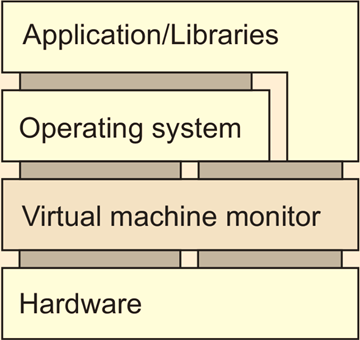 Application/Libraries
Operating system
Virtual machine monitor
Hardware